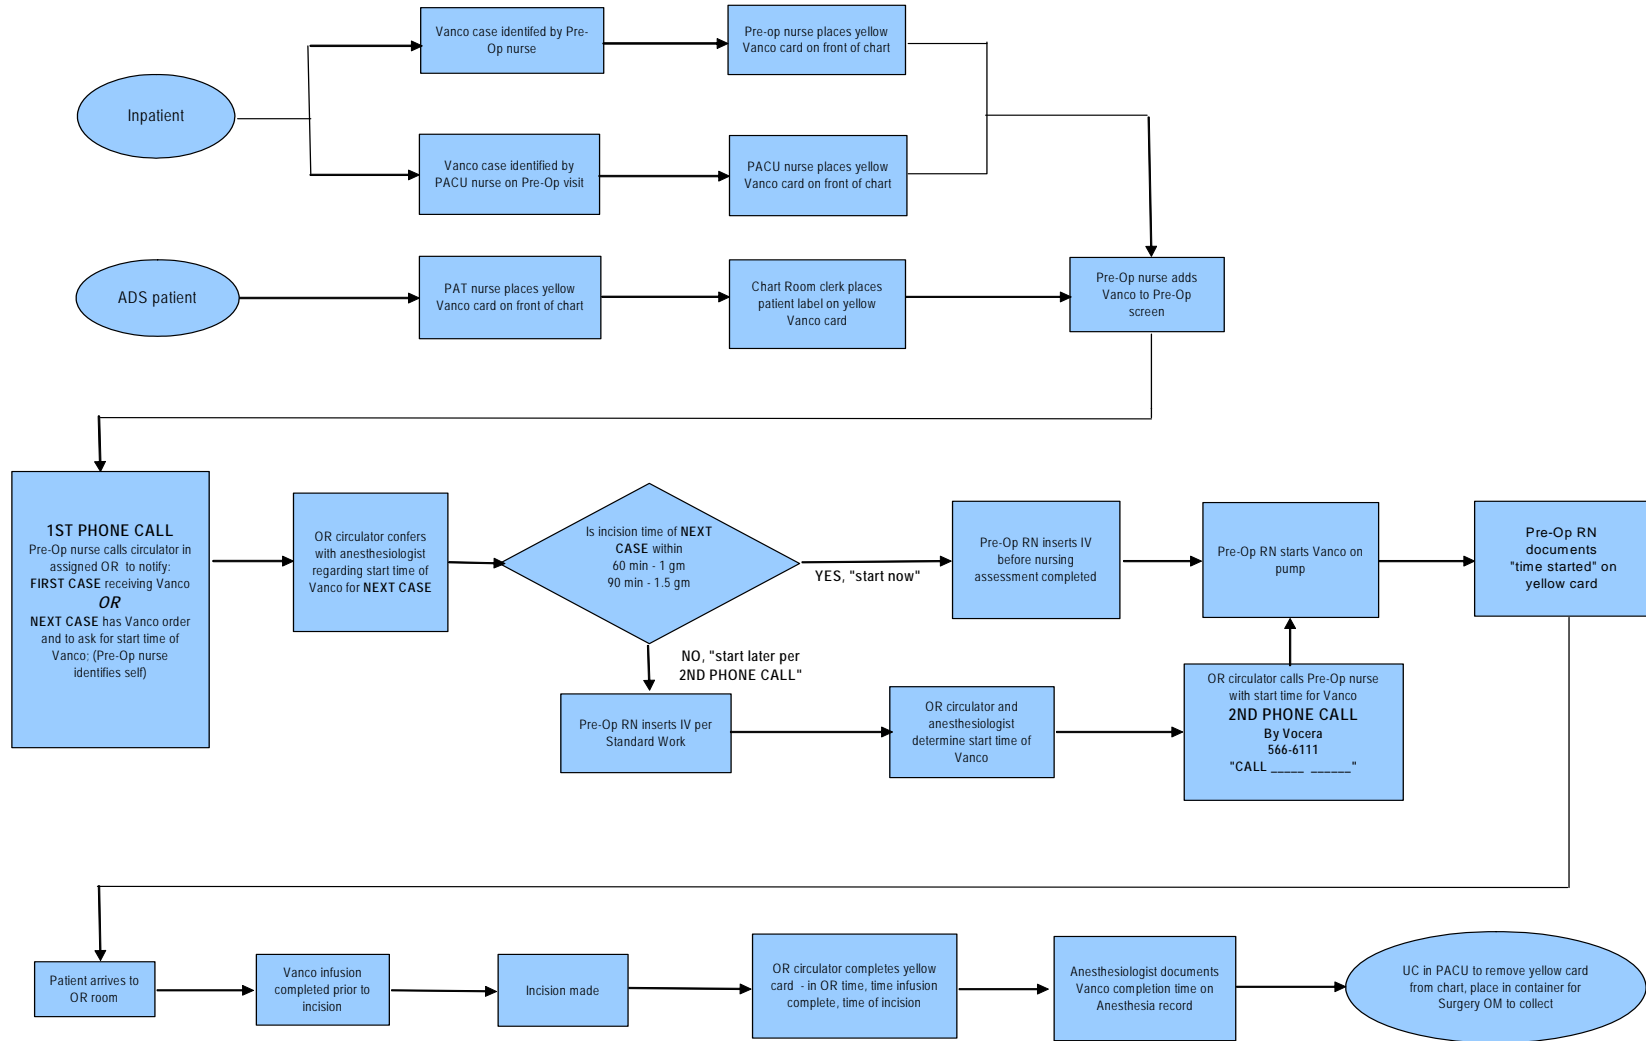 Vanco case identifed by Pre-
Op nurse
Pre-op nurse places yellow
Vanco card on front of chart
Inpatient
Vanco case identified by
PACU nurse on Pre-Op visit
PACU nurse places yellow
Vanco card on front of chart
ADS patient
PAT nurse places yellow
Vanco card on front of chart
Chart Room clerk places
patient label on yellow
Vanco card
Pre-Op nurse adds
Vanco to Pre-Op
screen
1ST PHONE CALL
Pre-Op nurse calls circulator in
assigned OR to notify:
FIRST CASE receiving Vanco
OR
NEXT CASE has Vanco order
and to ask for start time of
Vanco; (Pre-Op nurse
identifies self)
OR circulator confers
with anesthesiologist
regarding start time of
Vanco for NEXT CASE
Is incision time of NEXT
CASE within
60 min - 1 gm
90 min - 1.5 gm
YES, "start now"
NO, "start later per
2ND PHONE CALL"
Pre-Op RN inserts IV
before nursing
assessment completed
Pre-Op RN starts Vanco on
pump
Pre-Op RN
documents
"time started" on
yellow card
Pre-Op RN inserts IV per
Standard Work
OR circulator and
anesthesiologist
determine start time of
Vanco
OR circulator calls Pre-Op nurse
with start time for Vanco
2ND PHONE CALL
By Vocera
566-6111
"CALL _____ ______"
Patient arrives to
OR room
Vanco infusion
completed prior to
incision
Incision made
OR circulator completes yellow
card - in OR time, time infusion
complete, time of incision
Anesthesiologist documents
Vanco completion time on
Anesthesia record
UC in PACU to remove yellow card
from chart, place in container for
Surgery OM to collect